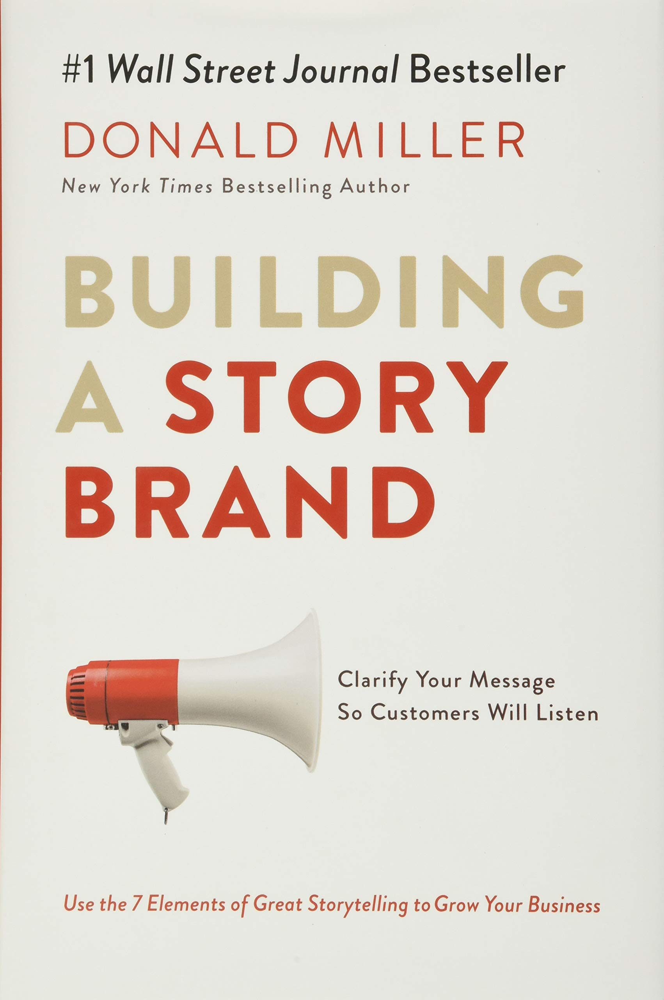 #1 Wall Street Journal Bestseller
DONALD MILLER
New York Times Bestselling Author
BUILDING
A STORY
BRAND
Clarify Your Message
So Customers Will Listen
Use the 7 Elements of Great Storytelling to Grow Your Business